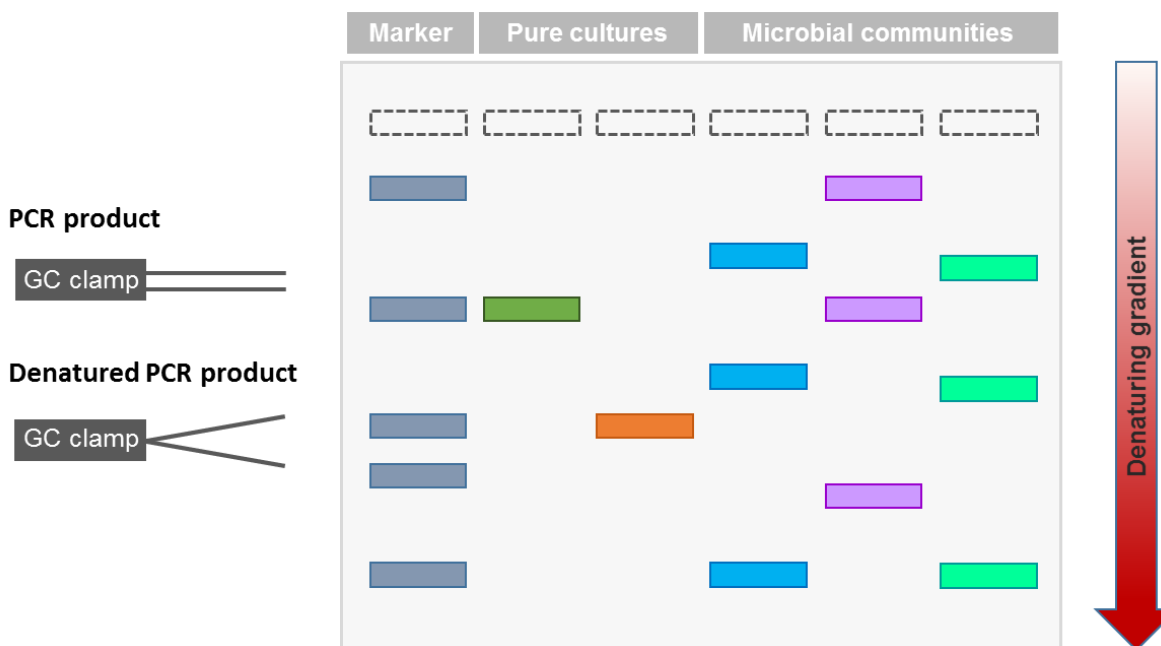 Marker
Pure cultures
Microbial communities
PCR product
GC clamp
Denatured PCR product
GC clamp
Denaturing gradient